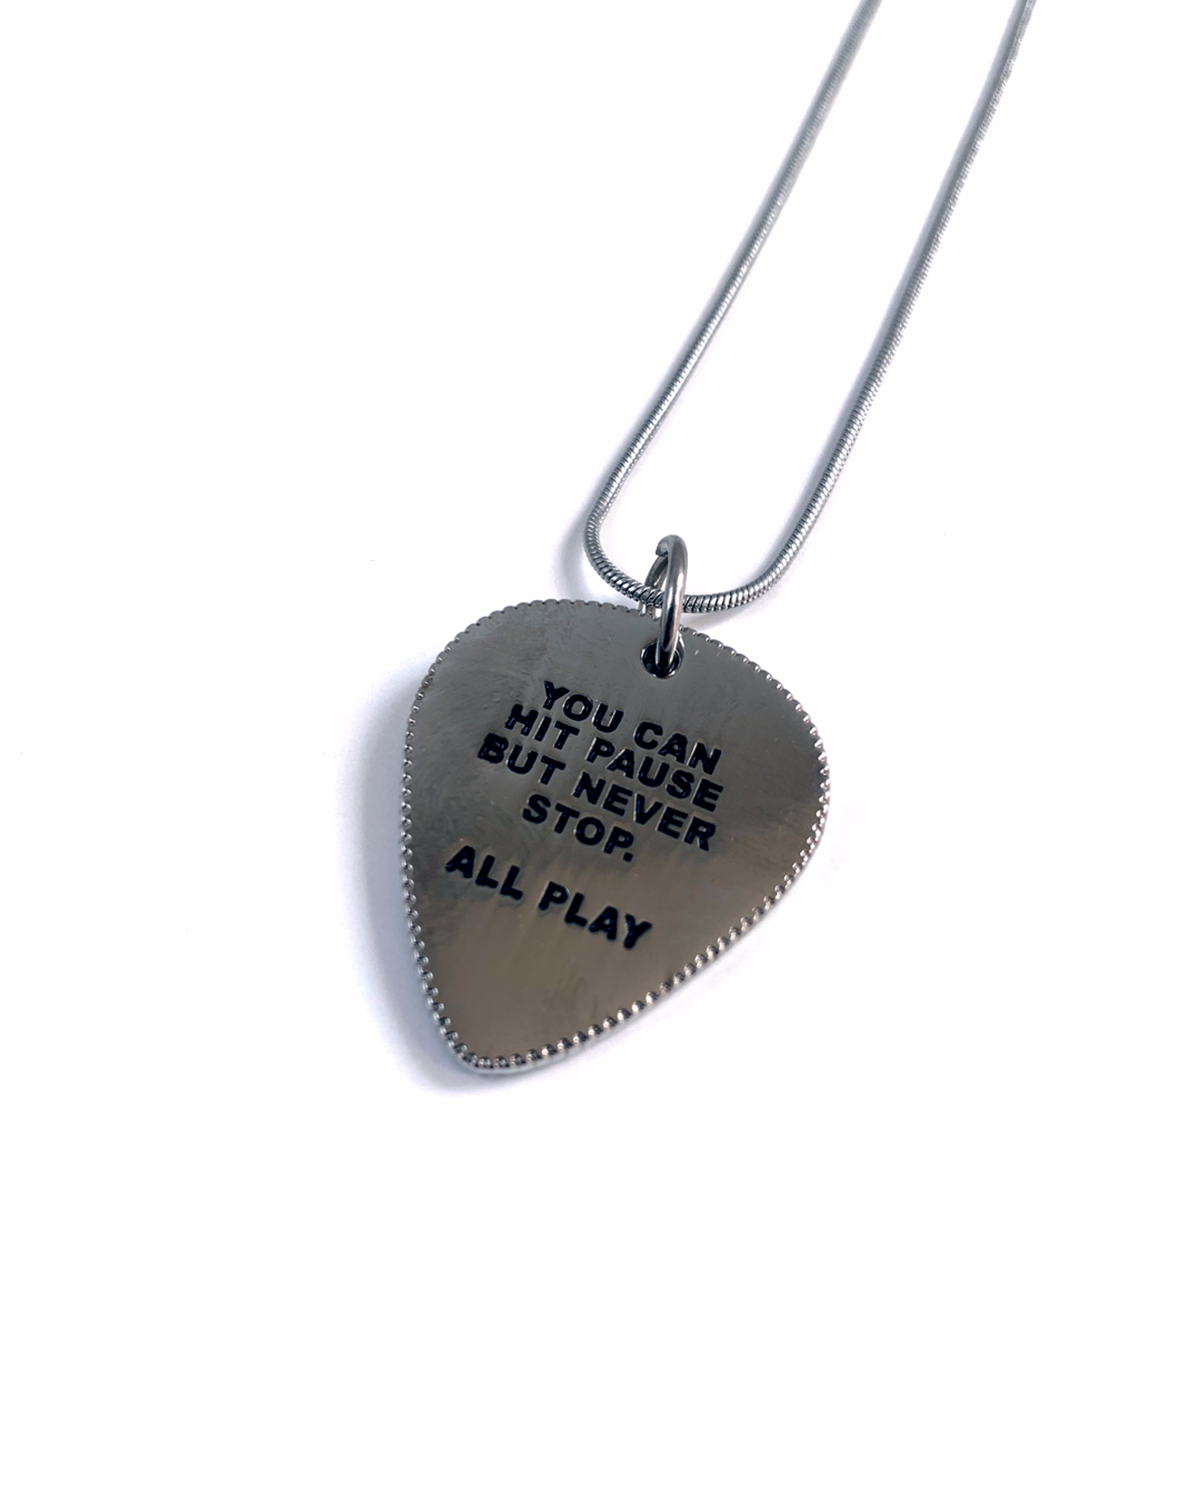 YOU CAN
HIT PAUSE
BUT NEVER
STOP.
ALL PLAY